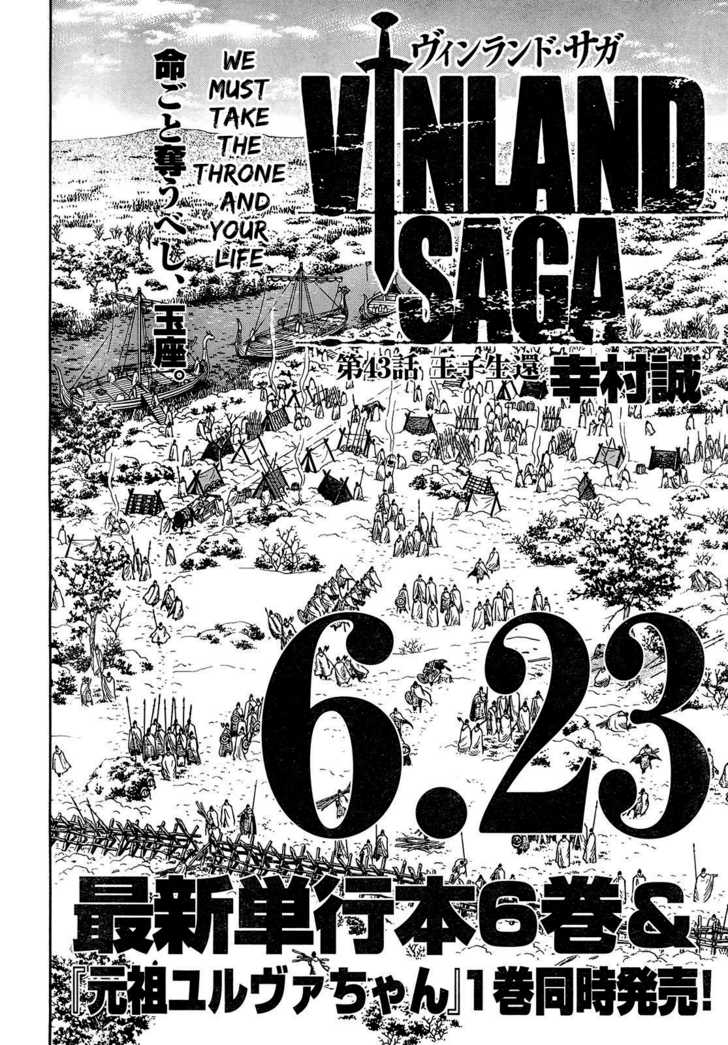 ヴィンランド・サガ
VINLAND
SAGA
第43話 王子生還
幸村誠
WE
MUST
TAKE
THE
THRONE
AND
YOUR
LIFE
命ごと奪うべし、
玉座。
6.23
最新単行本6巻&
『元祖ユルヴァちゃん』1巻同時発売!